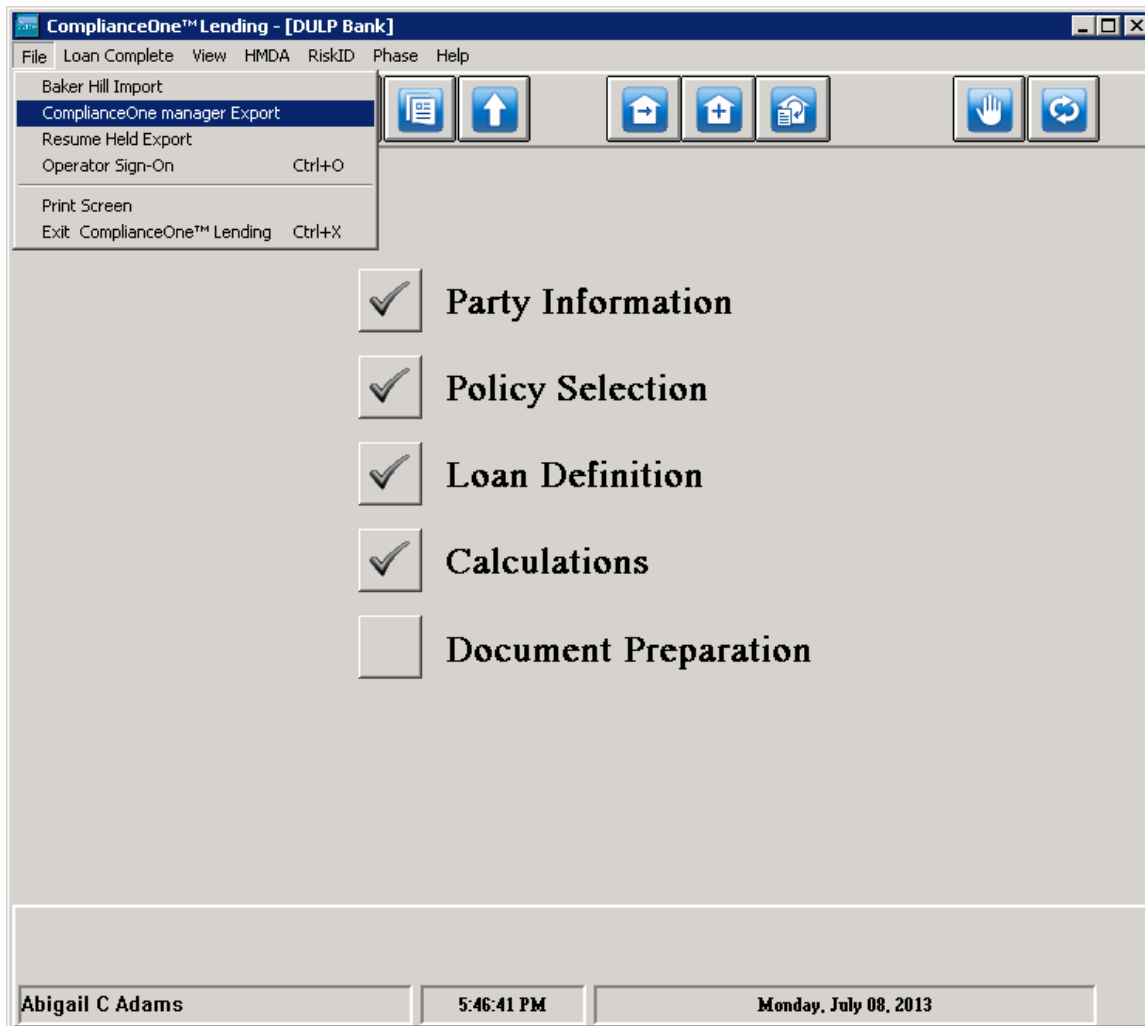 ComplianceOne™ Lending - [DULP Bank]
File Loan Complete View HMDA RiskID Phase Help
Baker Hill Import
ComplianceOne manager Export
Resume Held Export
Operator Sign-On Ctrl+O
Print Screen
Exit ComplianceOne™ Lending Ctrl+X
Party Information
Policy Selection
Loan Definition
Calculations
Document Preparation
Abigail C Adams 5:46:41 PM Monday, July 08, 2013